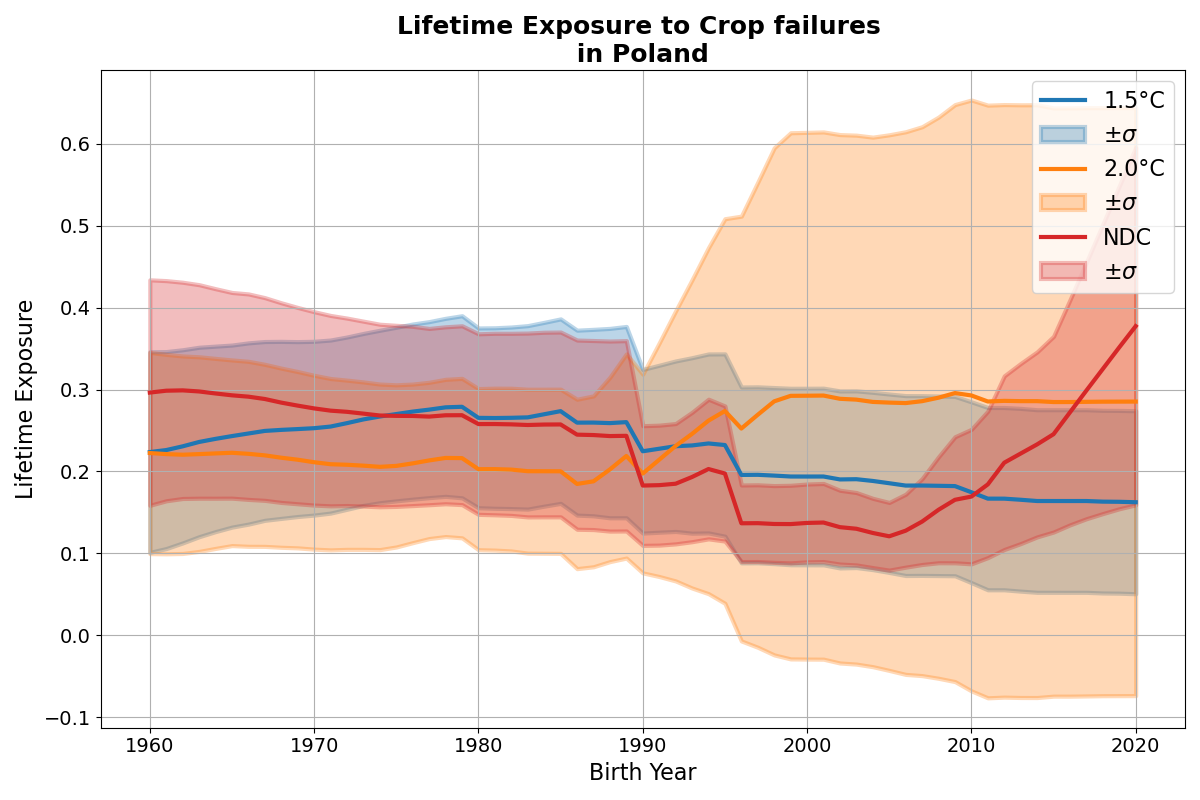 Lifetime Exposure to Crop failures
in Poland
Lifetime Exposure
0.6
0.5
0.4
0.3
0.2
0.1
0.0
−0.1
1.5°C
±σ
2.0°C
±σ
NDC
±σ
1960 1970 1980 1990 2000 2010 2020
Birth Year